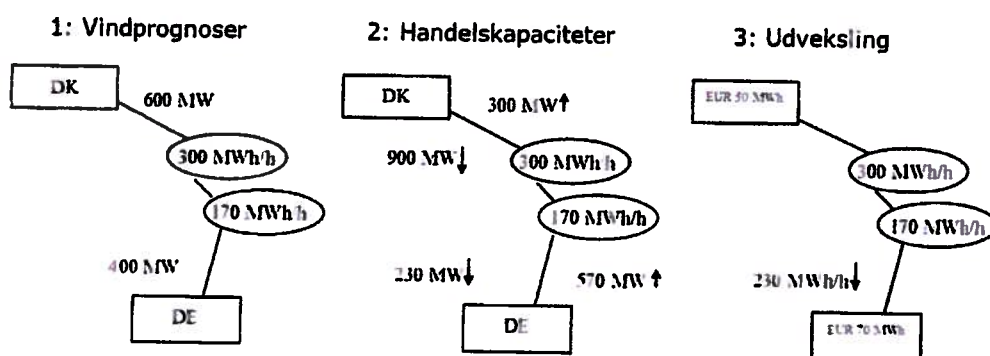 1: Vindprognoser
DK
600 MW
300 MWh/h
170 MWh/h
400 MW
DE
2: Handelskapaciteter
DK
300 MW↑
900 MW↓
300 MWh/h
170 MWh/h
230 MW↓
570 MW ↑
DE
3: Udveksling
EUR 50 MWh
300 MWh/h
170 MWh/h
230 MWh/h↓
EUR 70 MWh